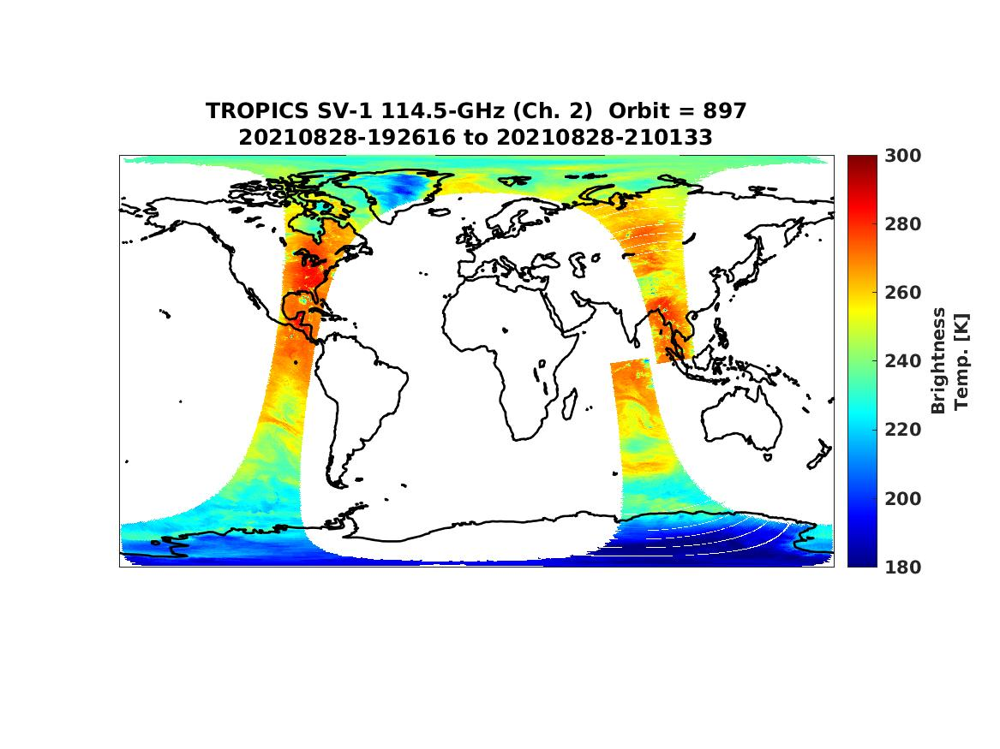 TROPICS SV-1 114.5-GHz (Ch. 2)  Orbit = 897
20210828-192616 to 20210828-210133
300
280
260
240
220
200
180
Brightness
Temp. [K]